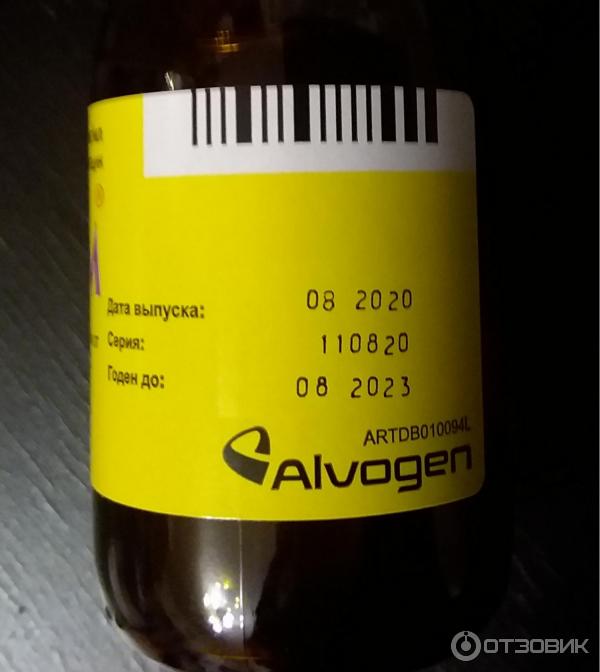 ®
Дата выпуска: 08 2020
Серия: 110820
Годен до: 08 2023
ARTDB010094L
Alvogen
ОТЗОВИК